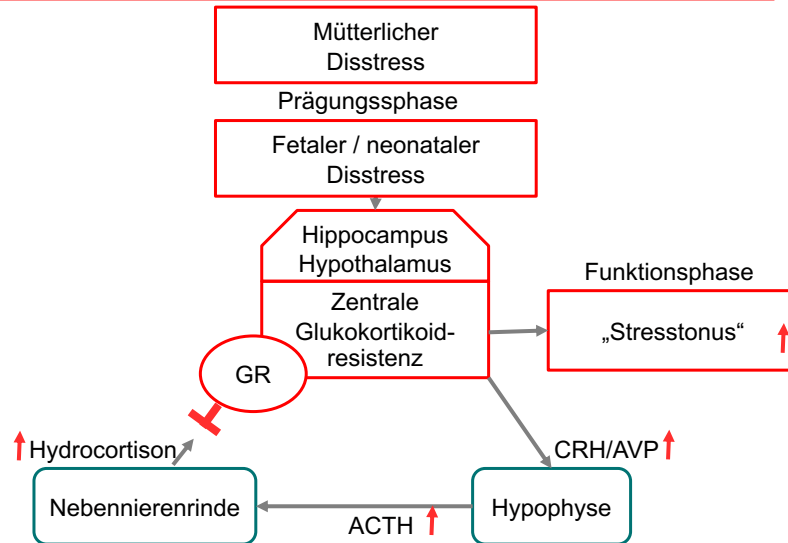 Mütterlicher
Disstress
Prägungssphase
Fetaler / neonataler
Disstress
Hippocampus
Hypothalamus
Funktionsphase
Zentrale
Glukokortikoid-
resistenz
„Stresstonus“
GR
Hydrocortison
CRH/AVP
Nebennierenrinde
Hypophyse
ACTH